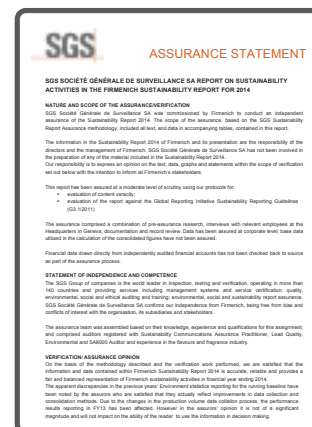 SGS
ASSURANCE STATEMENT
SGS SOCIÉTÉ GÉNÉRALE DE SURVEILLANCE SA REPORT ON SUSTAINABILITY
ACTIVITIES IN THE FIRMENICH SUSTAINABILITY REPORT FOR 2014
NATURE AND SCOPE OF THE ASSURANCE/VERIFICATION
SGS Société Générale de Surveillance SA was commissioned by Firmenich to conduct an independent
assurance of the Sustainability Report 2014. The scope of the assurance, based on the SGS Sustainability
Report Assurance methodology, included all text, and data in accompanying tables, contained in this report.
The information in the Sustainability Report 2014 of Firmenich and its presentation are the responsibility of the
directors and the management of Firmenich. SGS Société Générale de Surveillance SA has not been involved in
the preparation of any of the material included in the Sustainability Report 2014.
Our responsibility is to express an opinion on the text, data, graphs and statements within the scope of verification
set out below with the intention to inform all Firmenich's stakeholders.
This report has been assured at a moderate level of scrutiny using our protocols for:
• evaluation of content veracity;
• evaluation of the report against the Global Reporting Initiative Sustainability Reporting Guidelines
(G3.1/2011)
The assurance comprised a combination of pre-assurance research, interviews with relevant employees at the
Headquarters in Geneva; documentation and record review. Data has been assured at corporate level; base data
utilized in the calculation of the consolidated figures have not been assured.
Financial data drawn directly from independently audited financial accounts has not been checked back to source
as part of the assurance process.
STATEMENT OF INDEPENDENCE AND COMPETENCE
The SGS Group of companies is the world leader in inspection, testing and verification, operating in more than
140 countries and providing services including management systems and service certification; quality,
environmental, social and ethical auditing and training; environmental, social and sustainability report assurance.
SGS Société Générale de Surveillance SA confirms our independence from Firmenich, being free from bias and
conflicts of interest with the organisation, its subsidiaries and stakeholders.
The assurance team was assembled based on their knowledge, experience and qualifications for this assignment,
and comprised auditors registered with Sustainability Communications Assurance Practitioner, Lead Quality,
Environmental and SA8000 Auditor and experience in the flavours and fragrance industry.
VERIFICATION/ ASSURANCE OPINION
On the basis of the methodology described and the verification work performed, we are satisfied that the
information and data contained within Firmenich Sustainability Report 2014 is accurate, reliable and provides a
fair and balanced representation of Firmenich sustainability activities in financial year ending 2014.
The apparent discrepancies in the previous years' Environment statistics reporting for the running baseline have
been noted by the assurors who are satisfied that they actually reflect improvements in data collection and
consolidation methods. Due to the changes in the production volume data collation process, the performance
results reporting in FY13 has been affected. However in the assurors' opinion it is not of a significant
magnitude and will not impact on the ability of the reader to use the information in decision making.